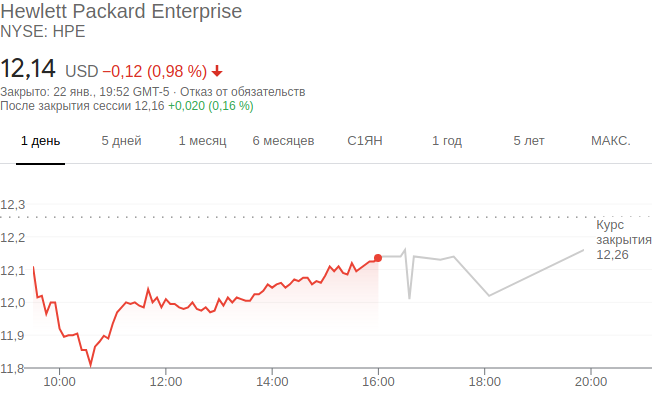 Hewlett Packard Enterprise
NYSE: HPE
12,14 USD −0,12 (0,98 %)
Закрыто: 22 янв., 19:52 GMT-5 · Отказ от обязательств
После закрытия сессии 12,16 +0,020 (0,16 %)
1 день 5 дней 1 месяц 6 месяцев С1ЯН 1 год 5 лет МАКС.
12,3
Курс
закрытия
12,26
12,2
12,1
12,0
11,9
11,8
10:00 12:00 14:00 16:00 18:00 20:00